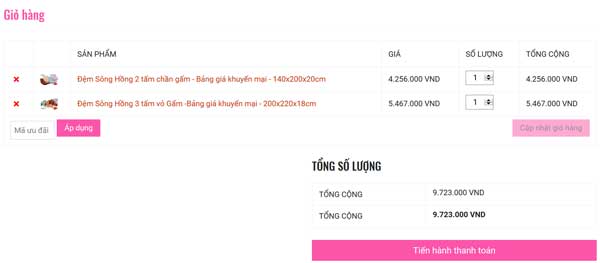 Giỏ hàng
SẢN PHẨM GIÁ SỐ LƯỢNG TỔNG CỘNG
× Đệm Sông Hồng 2 tấm chần gấm - Bảng giá khuyến mại - 140x200x20cm 4.256.000 VND 1 4.256.000 VND
× Đệm Sông Hồng 3 tấm vỏ Gấm -Bảng giá khuyến mại - 200x220x18cm 5.467.000 VND 1 5.467.000 VND
Mã ưu đãi Áp dụng Cập nhật giỏ hàng
TỔNG SỐ LƯỢNG
TỔNG CỘNG 9.723.000 VND
TỔNG CỘNG 9.723.000 VND
Tiến hành thanh toán